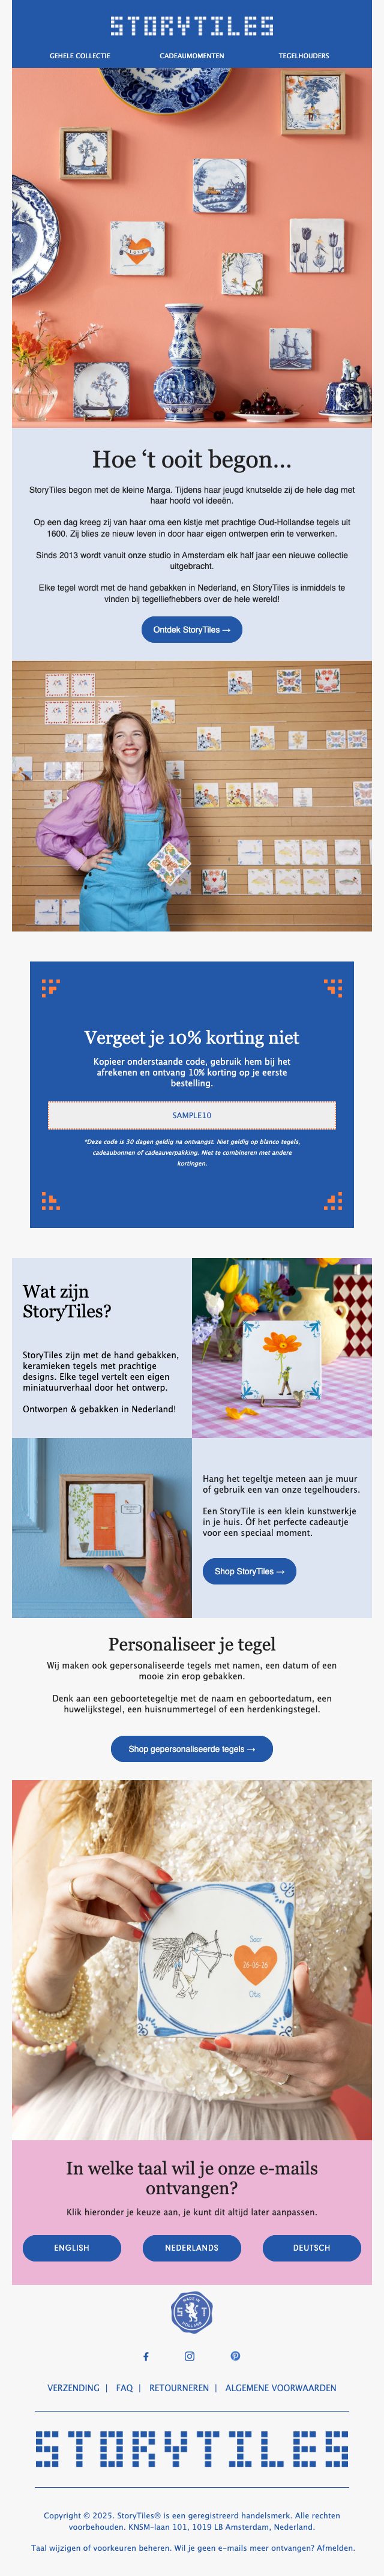 STORYTILES
GEHELE COLLECTIE
CADEAUMOMENTEN
TEGELHOUDERS
Hoe ‘t ooit begon...
StoryTiles begon met de kleine Marga. Tijdens haar jeugd knutselde zij de hele dag met
haar hoofd vol ideeën.
Op een dag kreeg zij van haar oma een kistje met prachtige Oud-Hollandse tegels uit
1600. Zij blies ze nieuw leven in door haar eigen ontwerpen erin te verwerken.
Sinds 2013 wordt vanuit onze studio in Amsterdam elk half jaar een nieuwe collectie
uitgebracht.
Elke tegel wordt met de hand gebakken in Nederland, en StoryTiles is inmiddels te
vinden bij tegelliefhebbers over de hele wereld!
Ontdek StoryTiles →
Vergeet je 10% korting niet
Kopieer onderstaande code, gebruik hem bij het
afrekenen en ontvang 10% korting op je eerste
bestelling.
SAMPLE10
*Deze code is 30 dagen geldig na ontvangst. Niet geldig op blanco tegels,
cadeaubonnen of cadeauverpakking. Niet te combineren met andere
kortingen.
Wat zijn
StoryTiles?
StoryTiles zijn met de hand gebakken,
keramieken tegels met prachtige
designs. Elke tegel vertelt een eigen
miniatuurverhaal door het ontwerp.
Ontworpen & gebakken in Nederland!
Hang het tegeltje meteen aan je muur
of gebruik een van onze tegelhouders.
Een StoryTile is een klein kunstwerkje
in je huis. Óf het perfecte cadeautje
voor een speciaal moment.
Shop StoryTiles →
Personaliseer je tegel
Wij maken ook gepersonaliseerde tegels met namen, een datum of een
mooie zin erop gebakken.
Denk aan een geboortetegeltje met de naam en geboortedatum, een
huwelijkstegel, een huisnummertegel of een herdenkingstegel.
Shop gepersonaliseerde tegels →
Saar
26-06-26
Otis
In welke taal wil je onze e-mails
ontvangen?
Klik hieronder je keuze aan, je kunt dit altijd later aanpassen.
ENGLISH
NEDERLANDS
DEUTSCH
MADE IN
S T
HOLLAND
VERZENDING | FAQ | RETOURNEREN | ALGEMENE VOORWAARDEN
STORYTILES
Copyright © 2025. StoryTiles® is een geregistreerd handelsmerk. Alle rechten
voorbehouden. KNSM-laan 101, 1019 LB Amsterdam, Nederland.
Taal wijzigen of voorkeuren beheren. Wil je geen e-mails meer ontvangen? Afmelden.